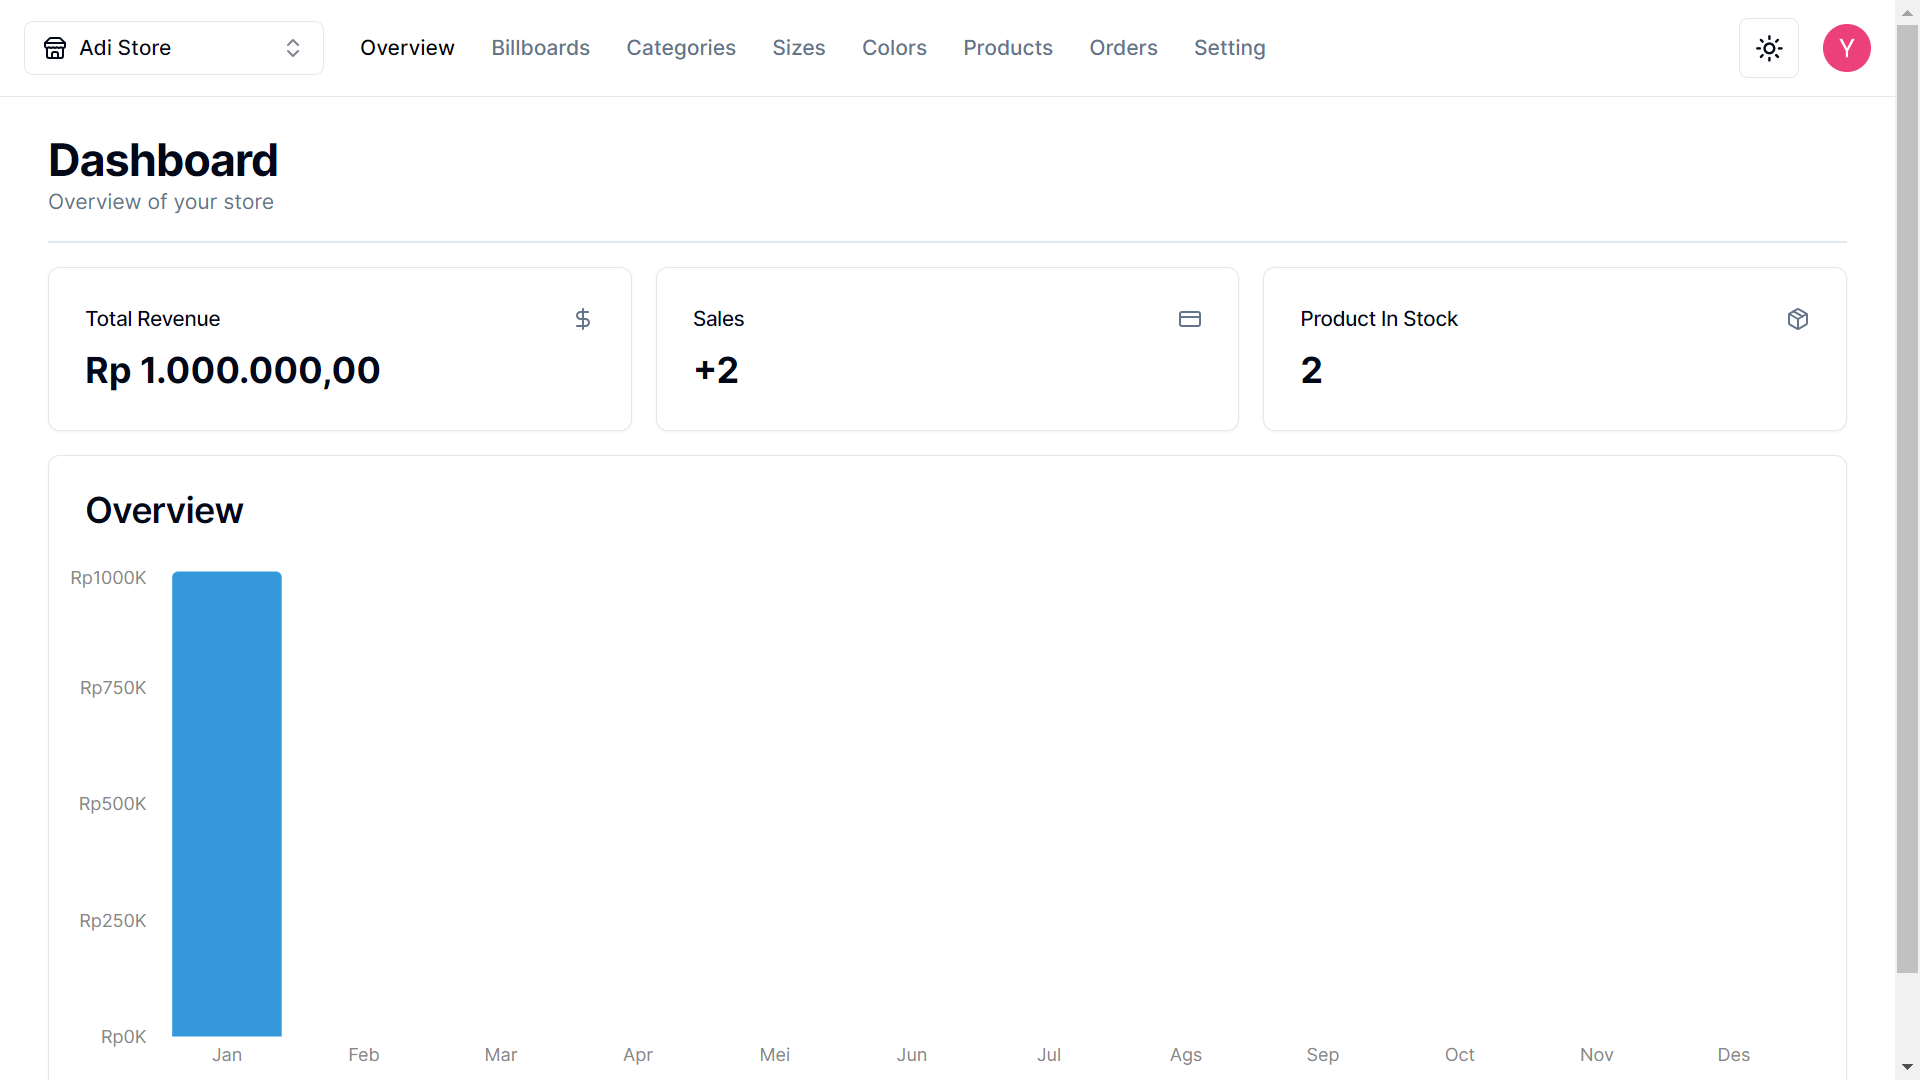 Adi Store Overview Billboards Categories Sizes Colors Products Orders Setting Y
Dashboard
Overview of your store
Total Revenue
Rp 1.000.000,00
Sales
+2
Product In Stock
2
Overview
Rp1000K
Rp750K
Rp500K
Rp250K
Rp0K
Jan Feb Mar Apr Mei Jun Jul Ags Sep Oct Nov Des